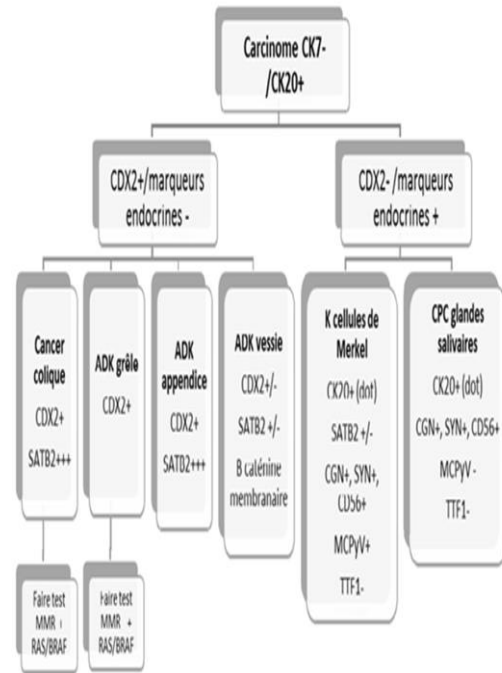 Carcinome CK7-
/CK20+
CDX2+/marqueurs
endocrines -
CDX2- /marqueurs
endocrines +
Cancer
colique
CDX2+
SATB2+++
ADK grêle
CDX2+
ADK
appendice
CDX2+
SATB2+++
ADK vessie
CDX2+/-
SATB2 +/-
B caténine
membranaire
K cellules de
Merkel
CK20+ (dot)
SATB2 +/-
CGN+, SYN+,
CD56+
MCPyV+
TTF1-
CPC glandes
salivaires
CK20+ (dot)
CGN+, SYN+, CD56+
MCPyV -
TTF1-
Faire test
MMR +
RAS/BRAF
Faire test
MMR +
RAS/BRAF